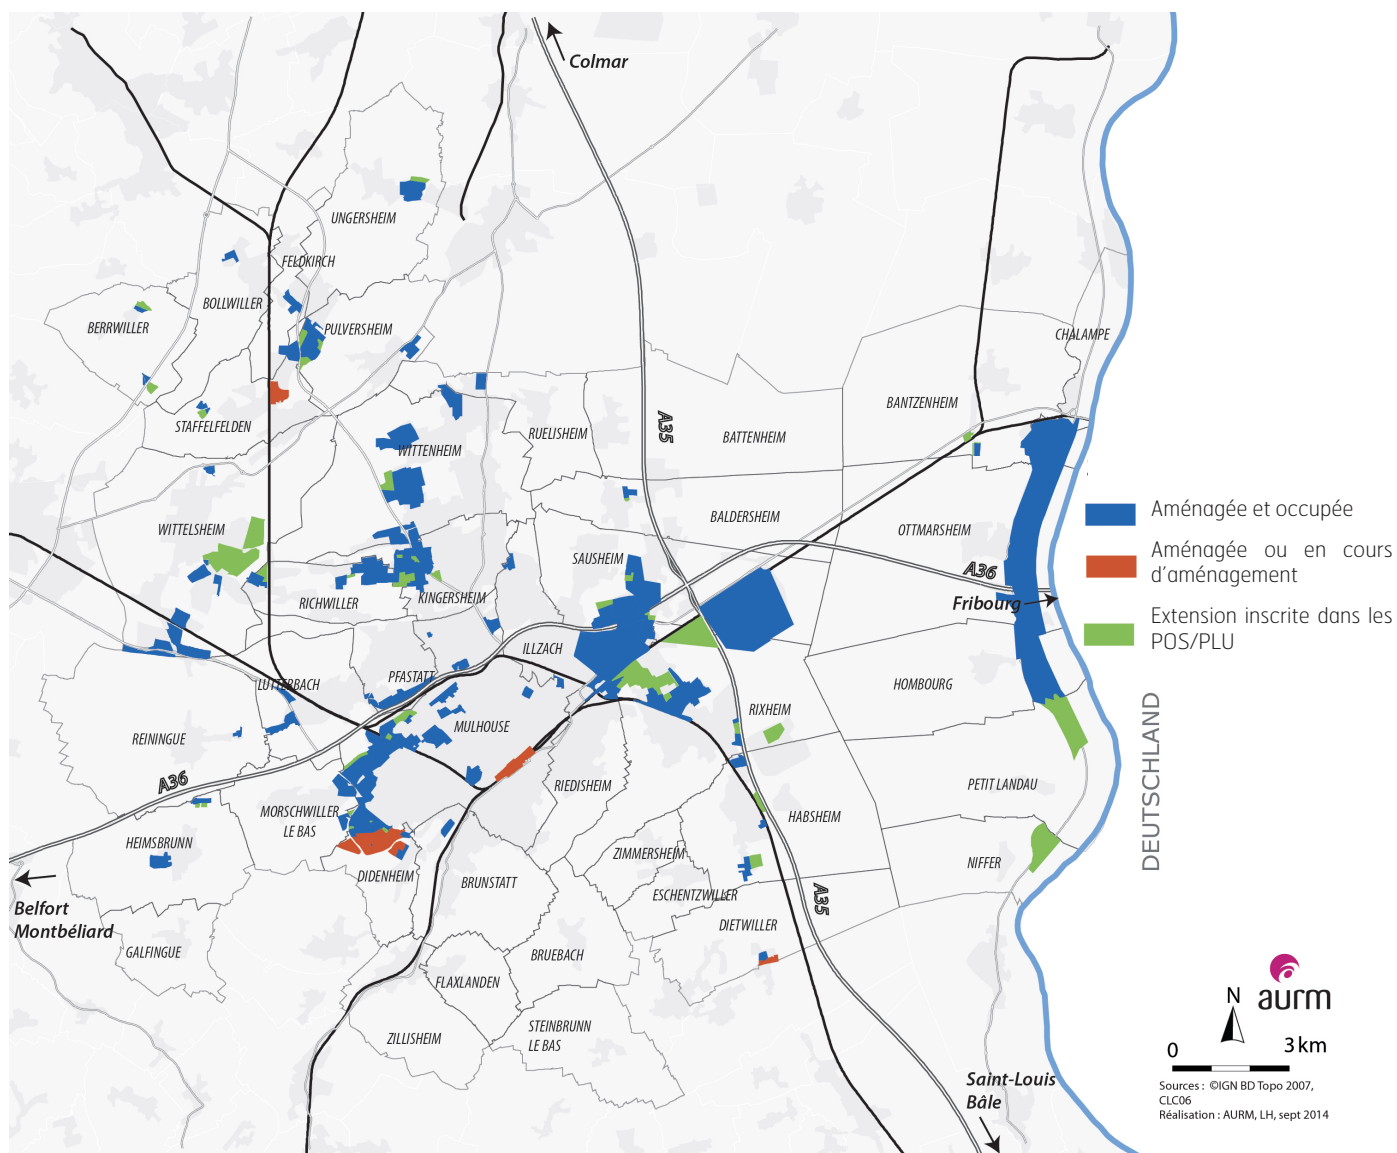 Colmar
UNGERSHEIM
FELDKIRCH
BOLLWILLER
BERRWILLER
PULVERSHEIM
CHALAMPE
STAFFELFELDEN
BANTZENHEIM
A35
RUELISHEIM
BATTENHEIM
WITTENHEIM
WITTELSHEIM
BALDERSHEIM
OTTMARSHEIM
SAUSHEIM
A36
Fribourg
RICHWILLER
KINGERSHEIM
ILLZACH
PFASTATT
LUTTERBACH
HOMBOURG
RIXHEIM
MULHOUSE
REININGUE
A36
RIEDISHEIM
PETIT LANDAU
MORSCHWILLER
LE BAS
HABSHEIM
HEIMSBRUNN
ZIMMERSHEIM
NIFFER
DIDENHEIM
BRUNSTATT
ESCHENTZWILLER
A35
Belfort
Montbéliard
DIETWILLER
GALFINGUE
BRUEBACH
FLAXLANDEN
STEINBRUNN
LE BAS
ZILLISHEIM
Saint-Louis
Bâle
Aménagée et occupée
Aménagée ou en cours
d’aménagement
Extension inscrite dans les
POS/PLU
DEUTSCHLAND
aurm
N
0 3 km
Sources : ©IGN BD Topo 2007,
CLC06
Réalisation : AURM, LH, sept 2014